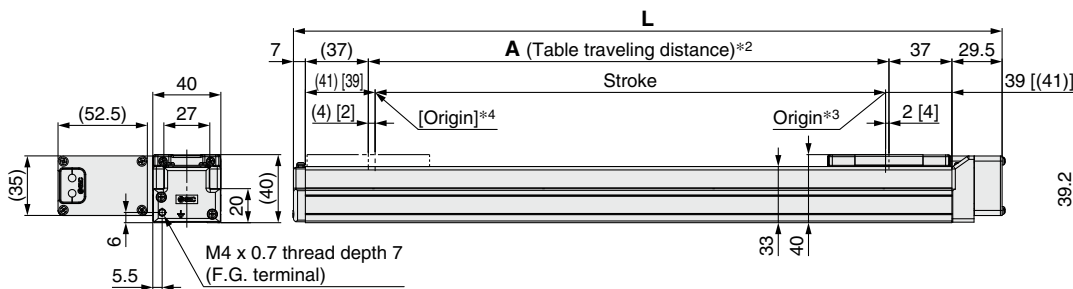 L
7
(37)
A (Table traveling distance)*2
37
29.5
40
(41) [39]
Stroke
39 [(41)]
(52.5)
27
(4) [2]
[Origin]*4
Origin*3
2 [4]
(35)
20
(40)
6
33
40
39.2
M4 x 0.7 thread depth 7
(F.G. terminal)
5.5